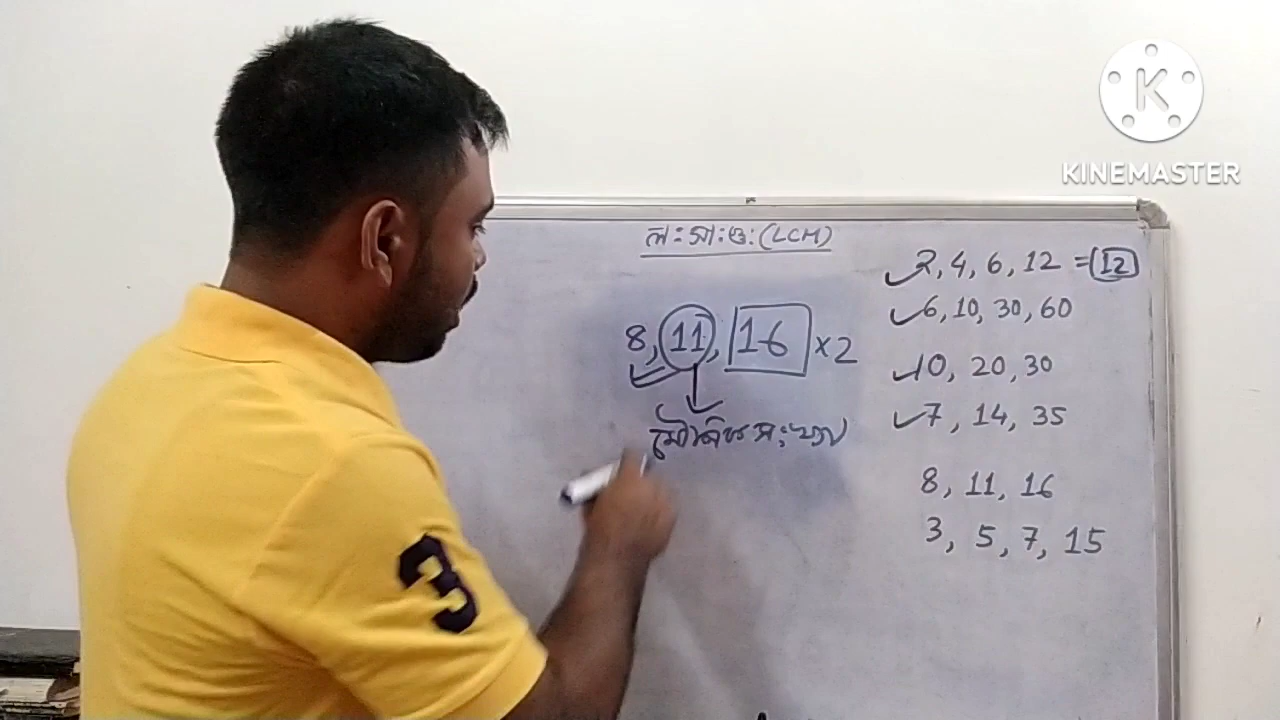 ল:সা:গু:(LCM)
8, 11, 16 ×2
মৌলিক সংখ্যা
2, 4, 6, 12 = 12
6, 10, 30, 60
10, 20, 30
7, 14, 35
8, 11, 16
3, 5, 7, 15
3
K
KINEMASTER